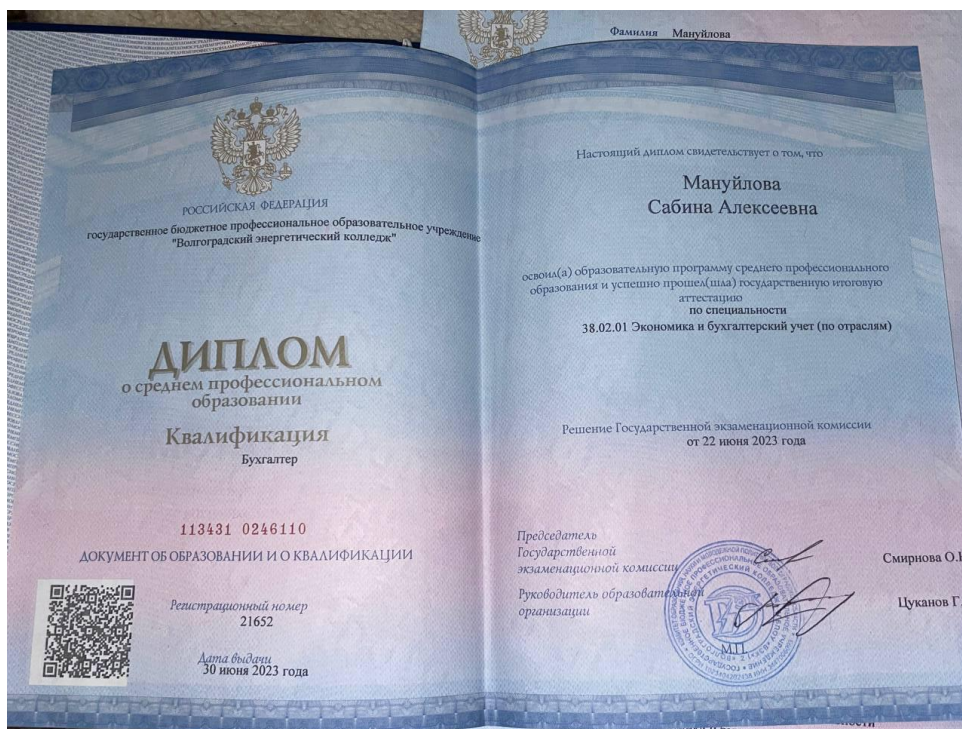 Фамилия Мануйлова
РОССИЙСКАЯ ФЕДЕРАЦИЯ
государственное бюджетное профессиональное образовательное учреждение
"Волгоградский энергетический колледж"
ДИПЛОМ
о среднем профессиональном
образовании
Квалификация
Бухгалтер
113431 0246110
ДОКУМЕНТ ОБ ОБРАЗОВАНИИ И О КВАЛИФИКАЦИИ
Регистрационный номер
21652
Дата выдачи
30 июня 2023 года
Настоящий диплом свидетельствует о том, что
Мануйлова
Сабина Алексеевна
освоил(а) образовательную программу среднего профессионального
образования и успешно прошел(шла) государственную итоговую
аттестацию
по специальности
38.02.01 Экономика и бухгалтерский учет (по отраслям)
Решение Государственной экзаменационной комиссии
от 22 июня 2023 года
Председатель
Государственной
экзаменационной комиссии
Смирнова О.
Руководитель образовательной
организации
Цуканов Г.
М.П.